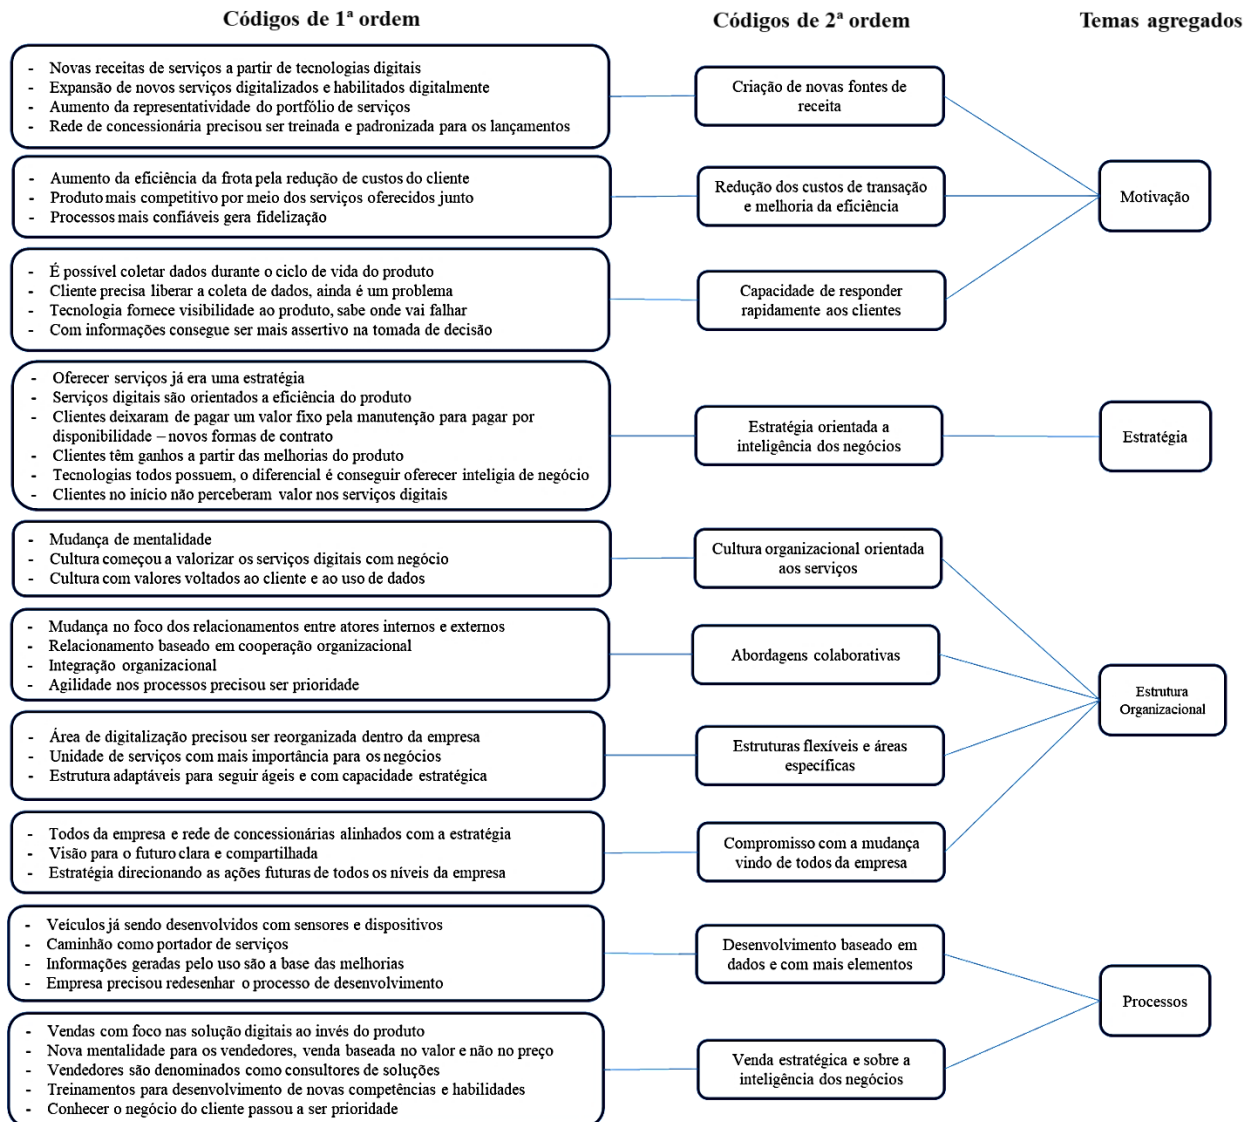 Códigos de 1ª ordem
Códigos de 2ª ordem
Temas agregados
- Novas receitas de serviços a partir de tecnologias digitais
- Expansão de novos serviços digitalizados e habilitados digitalmente
- Aumento da representatividade do portfólio de serviços
- Rede de concessionária precisou ser treinada e padronizada para os lançamentos
Criação de novas fontes de
receita
- Aumento da eficiência da frota pela redução de custos do cliente
- Produto mais competitivo por meio dos serviços oferecidos junto
- Processos mais confiáveis gera fidelização
Redução dos custos de transação
e melhoria da eficiência
Motivação
- É possível coletar dados durante o ciclo de vida do produto
- Cliente precisa liberar a coleta de dados, ainda é um problema
- Tecnologia fornece visibilidade ao produto, sabe onde vai falhar
- Com informações consegue ser mais assertivo na tomada de decisão
Capacidade de responder
rapidamente aos clientes
- Oferecer serviços já era uma estratégia
- Serviços digitais são orientados a eficiência do produto
- Clientes deixaram de pagar um valor fixo pela manutenção para pagar por
disponibilidade – novos formas de contrato
- Clientes têm ganhos a partir das melhorias do produto
- Tecnologias todos possuem, o diferencial é conseguir oferecer inteligia de negócio
- Clientes no início não perceberam valor nos serviços digitais
Estratégia orientada a
inteligência dos negócios
Estratégia
- Mudança de mentalidade
- Cultura começou a valorizar os serviços digitais com negócio
- Cultura com valores voltados ao cliente e ao uso de dados
Cultura organizacional orientada
aos serviços
- Mudança no foco dos relacionamentos entre atores internos e externos
- Relacionamento baseado em cooperação organizacional
- Integração organizacional
- Agilidade nos processos precisou ser prioridade
Abordagens colaborativas
Estrutura
Organizacional
- Área de digitalização precisou ser reorganizada dentro da empresa
- Unidade de serviços com mais importância para os negócios
- Estrutura adaptáveis para seguir ágeis e com capacidade estratégica
Estruturas flexíveis e áreas
específicas
- Todos da empresa e rede de concessionárias alinhados com a estratégia
- Visão para o futuro clara e compartilhada
- Estratégia direcionando as ações futuras de todos os níveis da empresa
Compromisso com a mudança
vindo de todos da empresa
- Veículos já sendo desenvolvidos com sensores e dispositivos
- Caminhão como portador de serviços
- Informações geradas pelo uso são a base das melhorias
- Empresa precisou redesenhar o processo de desenvolvimento
Desenvolvimento baseado em
dados e com mais elementos
Processos
- Vendas com foco nas solução digitais ao invés do produto
- Nova mentalidade para os vendedores, venda baseada no valor e não no preço
- Vendedores são denominados como consultores de soluções
- Treinamentos para desenvolvimento de novas competências e habilidades
- Conhecer o negócio do cliente passou a ser prioridade
Venda estratégica e sobre a
inteligência dos negócios